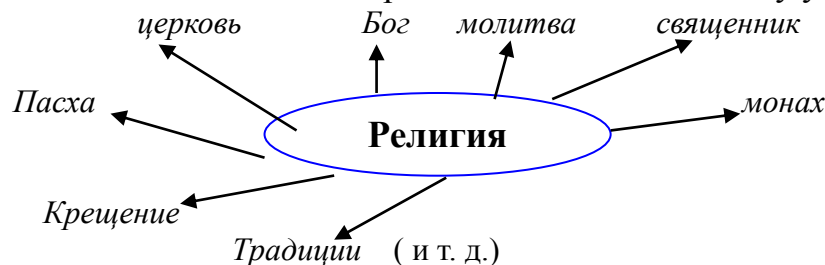 церковь Бог молитва священник
Пасха монах
Религия
Крещение
Традиции ( и т. д.)